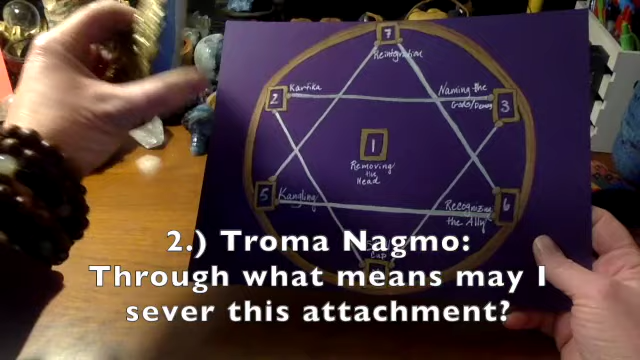 7
Reintegration
2 Kartika
Naming the
Gods/Demons
3
1
Removing
the
Head
5 Kangling
6
Recognizing
the Ally
Cup
2.) Troma Nagmo:
Through what means may I
sever this attachment?